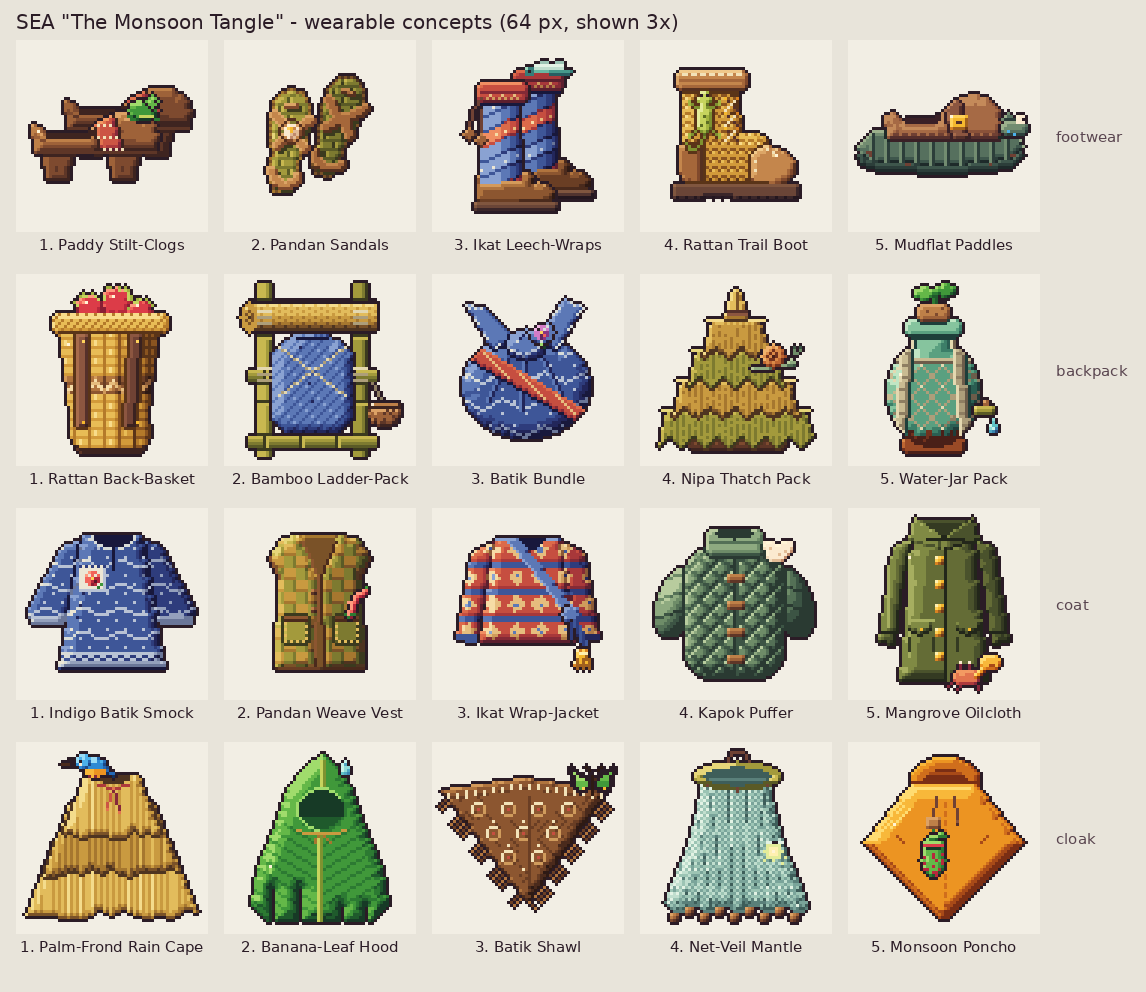 SEA "The Monsoon Tangle" - wearable concepts (64 px, shown 3x)
footwear
1. Paddy Stilt-Clogs
2. Pandan Sandals
3. Ikat Leech-Wraps
4. Rattan Trail Boot
5. Mudflat Paddles
backpack
1. Rattan Back-Basket
2. Bamboo Ladder-Pack
3. Batik Bundle
4. Nipa Thatch Pack
5. Water-Jar Pack
coat
1. Indigo Batik Smock
2. Pandan Weave Vest
3. Ikat Wrap-Jacket
4. Kapok Puffer
5. Mangrove Oilcloth
cloak
1. Palm-Frond Rain Cape
2. Banana-Leaf Hood
3. Batik Shawl
4. Net-Veil Mantle
5. Monsoon Poncho